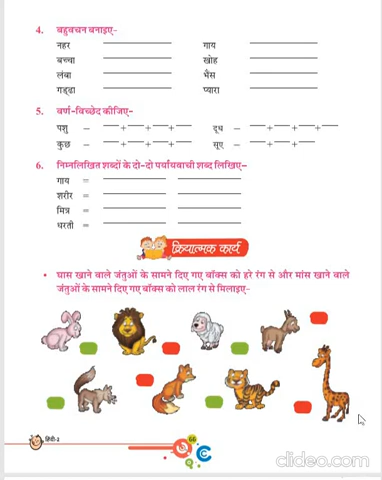 4. बहुवचन बनाइए-
नहर गाय
बच्चा खोह
लंबा भैंस
गड्ढा प्यारा
5. वर्ण-विच्छेद कीजिए-
पशु – + + + दूध – + + +
कुछ – + + + सूए – + +
6. निम्नलिखित शब्दों के दो-दो पर्यायवाची शब्द लिखिए–
गाय =
शरीर =
मित्र =
धरती =
क्रियात्मक कार्य
• घास खाने वाले जंतुओं के सामने दिए गए बॉक्स को हरे रंग से और मांस खाने वाले
जंतुओं के सामने दिए गए बॉक्स को लाल रंग से मिलाइए-
हिंदी-2
66
clideo.com